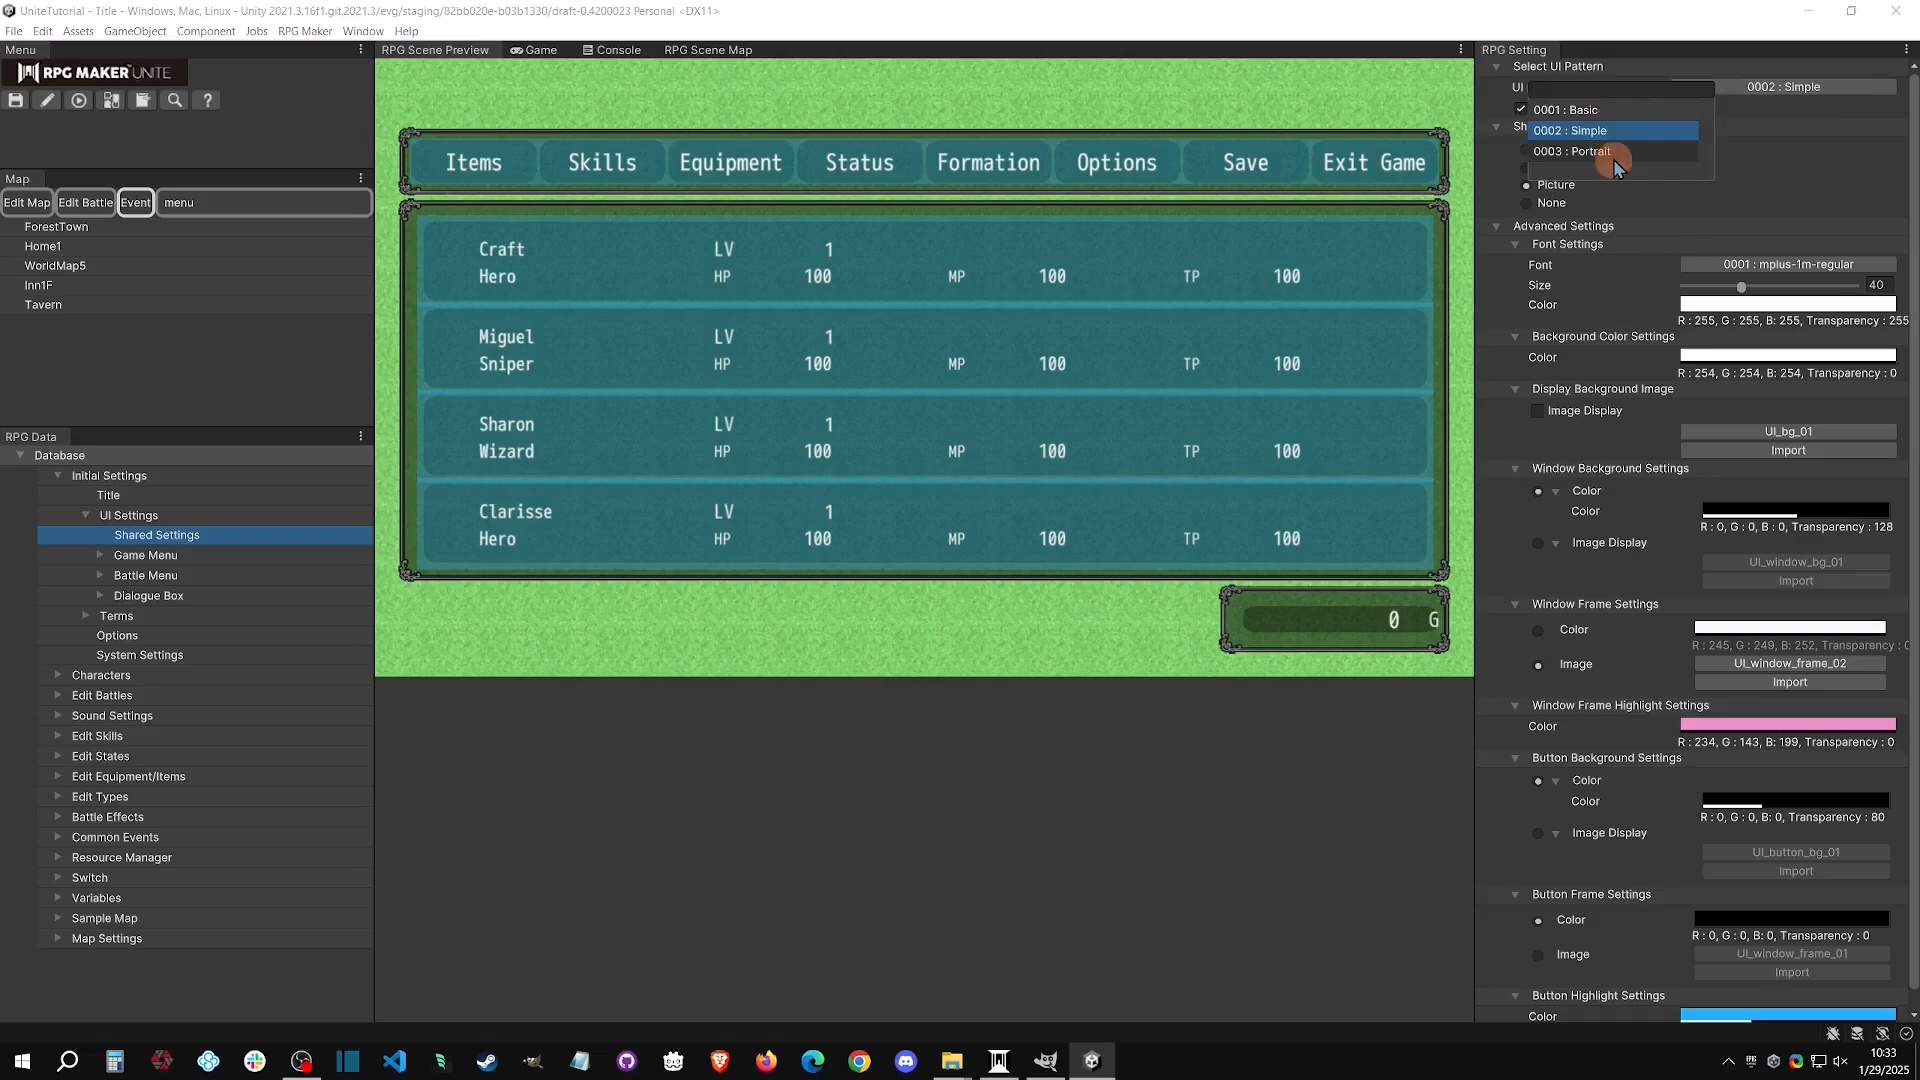 UniteTutorial - Title - Windows, Mac, Linux - Unity 2021.3.16f1.git.2021.3/evg/staging/82bb020e-b03b1330/draft-0.4200023 Personal <DX11>
File Edit Assets GameObject Component Jobs RPG Maker Window Help
Menu
RPG MAKER UNITE
?
Map
Edit Map Edit Battle Event menu
ForestTown
Home1
WorldMap5
Inn1F
Tavern
RPG Data
Database
Initial Settings
Title
UI Settings
Shared Settings
Game Menu
Battle Menu
Dialogue Box
Terms
Options
System Settings
Characters
Edit Battles
Sound Settings
Edit Skills
Edit States
Edit Equipment/Items
Edit Types
Battle Effects
Common Events
Resource Manager
Switch
Variables
Sample Map
Map Settings
RPG Scene Preview Game Console RPG Scene Map
Items Skills Equipment Status Formation Options Save Exit Game
Craft LV 1
Hero HP 100 MP 100 TP 100
Miguel LV 1
Sniper HP 100 MP 100 TP 100
Sharon LV 1
Wizard HP 100 MP 100 TP 100
Clarisse LV 1
Hero HP 100 MP 100 TP 100
0 G
RPG Setting
Select UI Pattern
UI 0002 : Simple
0001 : Basic
0002 : Simple
Sh
0003 : Portrait
Picture
None
Advanced Settings
Font Settings
Font 0001 : mplus-1m-regular
Size 40
Color
R : 255, G : 255, B: 255, Transparency : 255
Background Color Settings
Color
R : 254, G : 254, B: 254, Transparency : 0
Display Background Image
Image Display
UI_bg_01
Import
Window Background Settings
Color
Color
R : 0, G : 0, B : 0, Transparency : 128
Image Display
UI_window_bg_01
Import
Window Frame Settings
Color
R : 245, G : 249, B : 252, Transparency : 0
Image UI_window_frame_02
Import
Window Frame Highlight Settings
Color
R : 234, G : 143, B: 199, Transparency : 0
Button Background Settings
Color
Color
R : 0, G : 0, B: 0, Transparency : 80
Image Display
UI_button_bg_01
Import
Button Frame Settings
Color
R : 0, G : 0, B: 0, Transparency : 0
Image UI_window_frame_01
Import
Button Highlight Settings
Color
10:33
1/29/2025